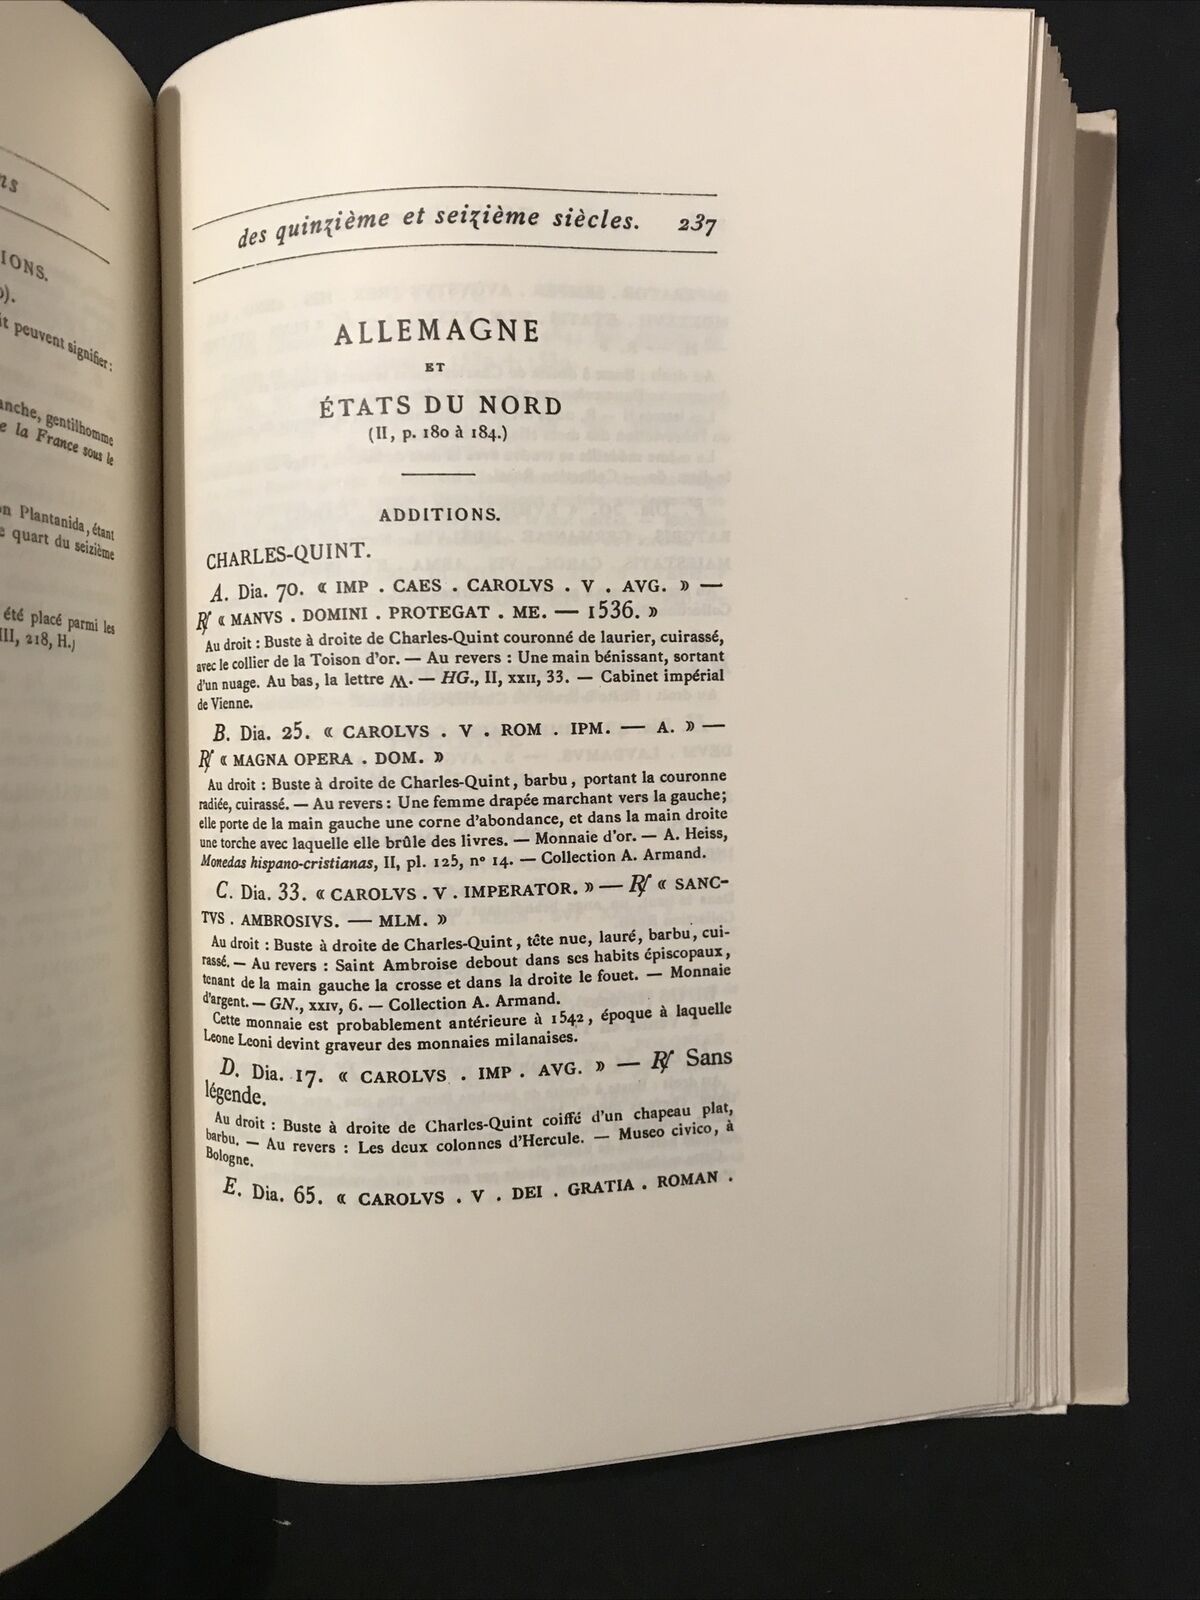 ns
IONS.
).
it peuvent signifier:
anche, gentilhomme
e la France sous le
n Plantanida, étant
e quart du seizième
été placé parmi les
III, 218, H.)
des quinzième et seizième siècles. 237
ALLEMAGNE
ET
ÉTATS DU NORD
(II, p. 180 à 184.)
ADDITIONS.
CHARLES-QUINT.
A. Dia. 70. « IMP . CAES . CAROLVS . V . AVG. » —
℟ « MANVS . DOMINI . PROTEGAT . ME. — 1536. »
Au droit : Buste à droite de Charles-Quint couronné de laurier, cuirassé,
avec le collier de la Toison d'or. — Au revers : Une main bénissant, sortant
d'un nuage. Au bas, la lettre M. — HG., II, XXII, 33. — Cabinet impérial
de Vienne.
B. Dia. 25. « CAROLVS . V . ROM . IPM. — A. » —
℟ « MAGNA OPERA . DOM. »
Au droit : Buste à droite de Charles-Quint, barbu, portant la couronne
radiée, cuirassé. — Au revers : Une femme drapée marchant vers la gauche;
elle porte de la main gauche une corne d'abondance, et dans la main droite
une torche avec laquelle elle brûle des livres. — Monnaie d'or. — A. Heiss,
Monedas hispano-cristianas, II, pl. 125, n° 14. — Collection A. Armand.
C. Dia. 33. « CAROLVS . V . IMPERATOR. » — ℟ « SANC-
TVS . AMBROSIVS. — MLM. »
Au droit : Buste à droite de Charles-Quint, tête nue, lauré, barbu, cui-
rassé. — Au revers : Saint Ambroise debout dans ses habits épiscopaux,
tenant de la main gauche la crosse et dans la droite le fouet. — Monnaie
d'argent. — GN., XXIV, 6. — Collection A. Armand.
Cette monnaie est probablement antérieure à 1542, époque à laquelle
Leone Leoni devint graveur des monnaies milanaises.
D. Dia. 17. « CAROLVS . IMP . AVG. » — ℟ Sans
légende.
Au droit : Buste à droite de Charles-Quint coiffé d'un chapeau plat,
barbu. — Au revers : Les deux colonnes d'Hercule. — Museo civico, à
Bologne.
E. Dia. 65. « CAROLVS . V . DEI . GRATIA . ROMAN .